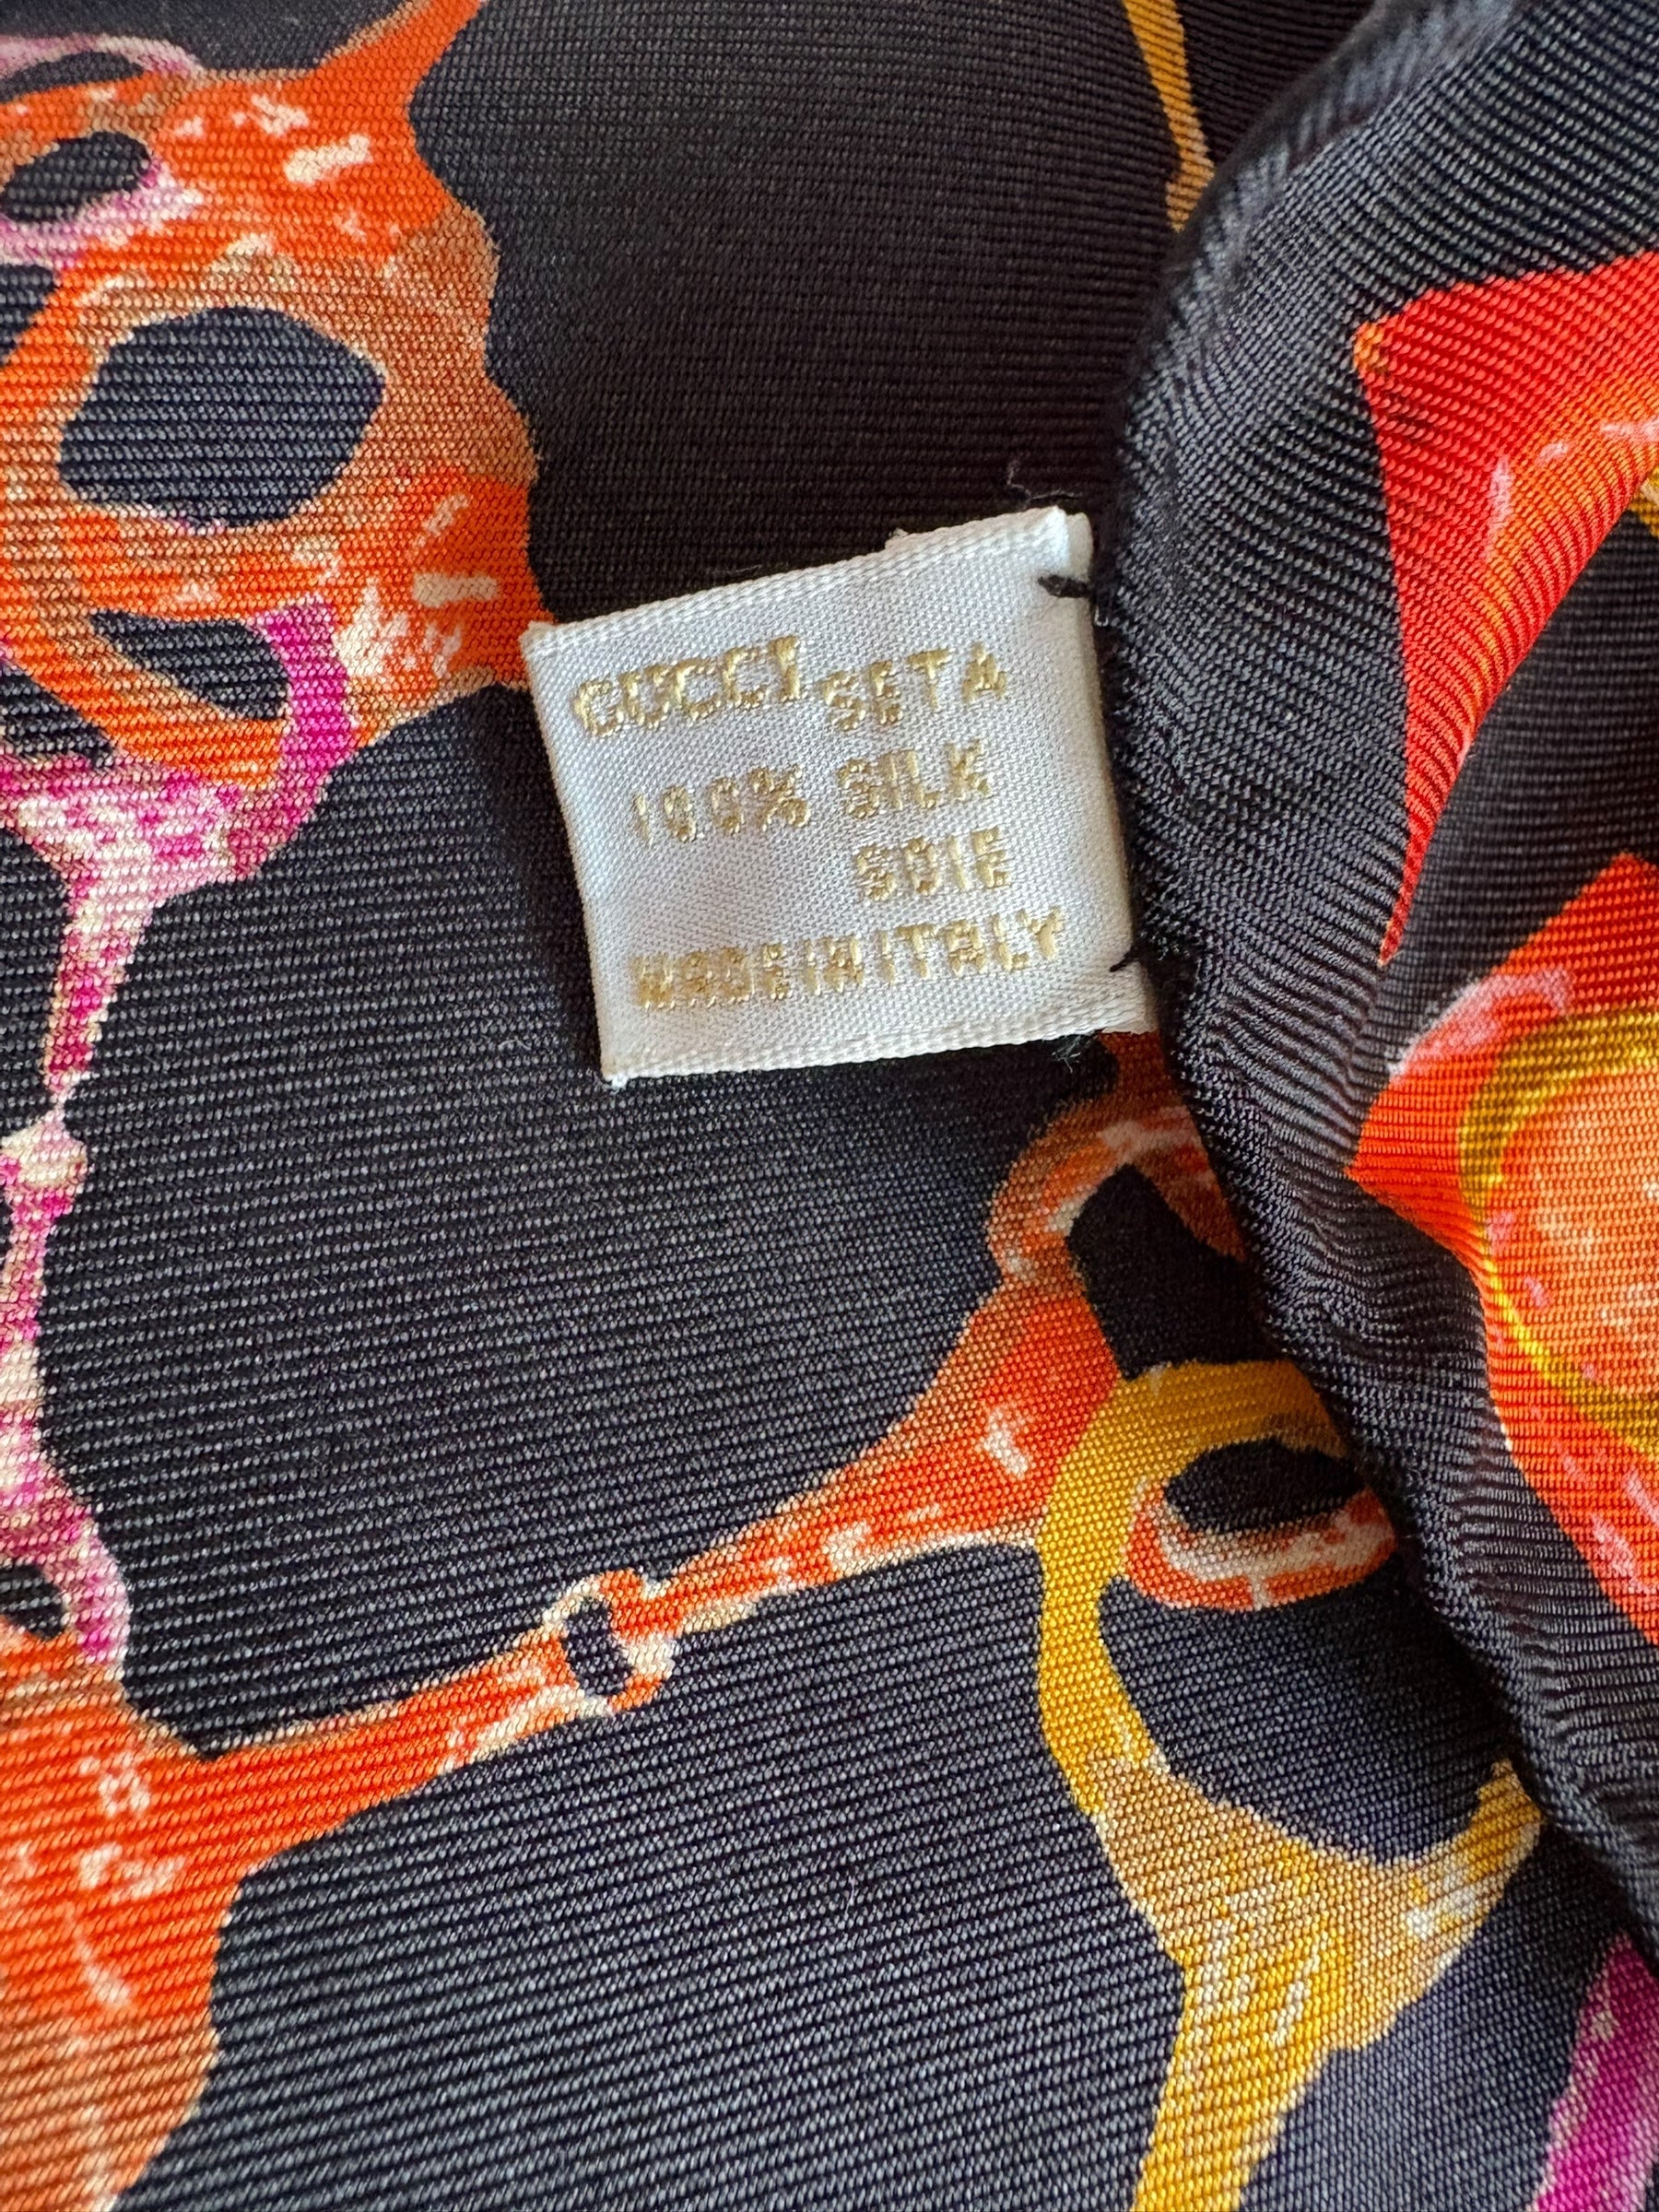 GUCCI SETA
100% SILK
SOIE
MADE IN ITALY